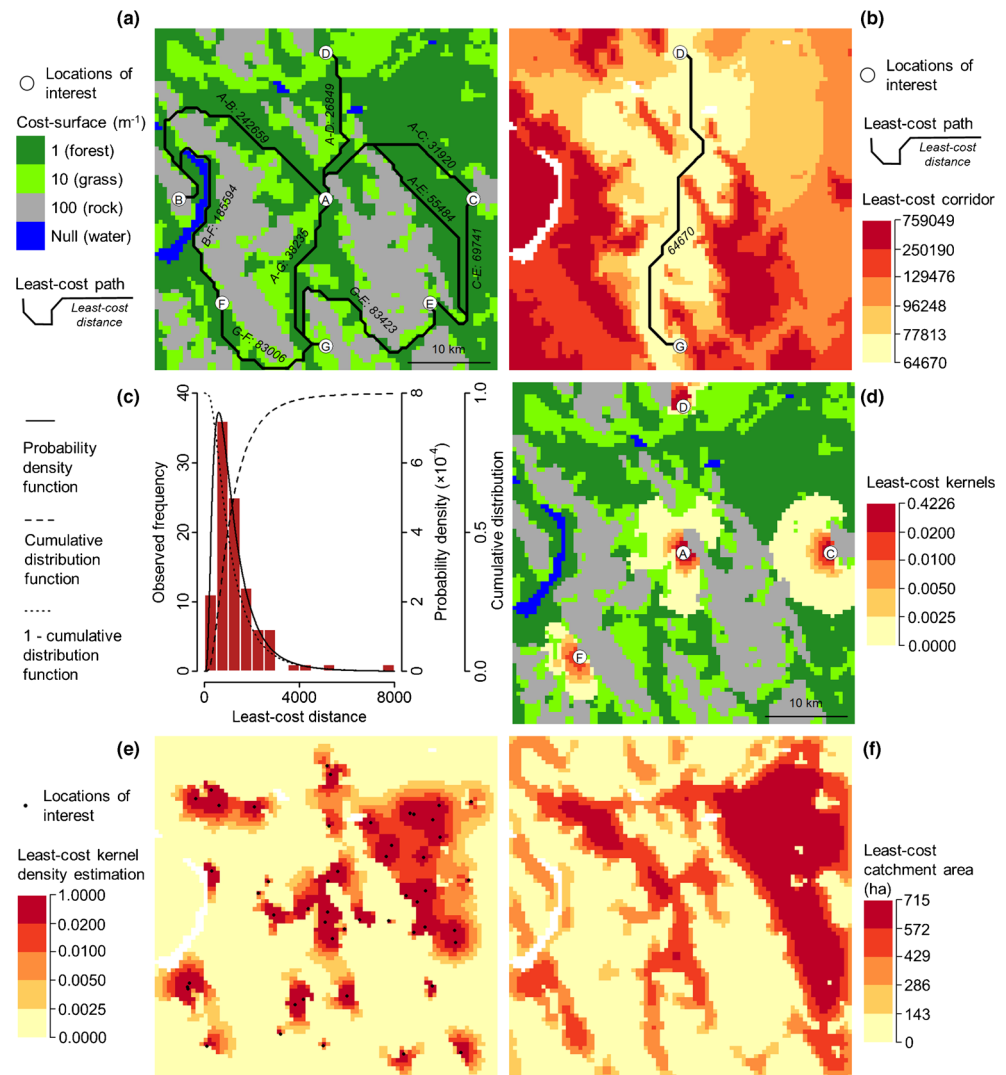 (a)
(b)
Locations of
interest
Cost-surface (m-1)
1 (forest)
10 (grass)
100 (rock)
Null (water)
Least-cost path
Least-cost
distance
D
A-B: 242659
A-D: 26849
A-C: 31920
A-E: 55484
B
A
C
B-F: 185594
A-G: 38236
C-E: 69741
F
E
G-E: 83423
G-F: 83006
G
10 km
D
64670
G
Locations of
interest
Least-cost path
Least-cost
distance
Least-cost corridor
759049
250190
129476
96248
77813
64670
(c)
Probability
density
function
Cumulative
distribution
function
1 - cumulative
distribution
function
Observed frequency
40
30
20
10
0
0
4000
8000
Least-cost distance
8
6
4
2
0
Probability density (×10-4)
1.0
0.5
0.0
Cumulative distribution
(d)
D
A
C
F
10 km
Least-cost kernels
0.4226
0.0200
0.0100
0.0050
0.0025
0.0000
(e)
Locations of
interest
Least-cost kernel
density estimation
1.0000
0.0200
0.0100
0.0050
0.0025
0.0000
(f)
Least-cost
catchment area
(ha)
715
572
429
286
143
0